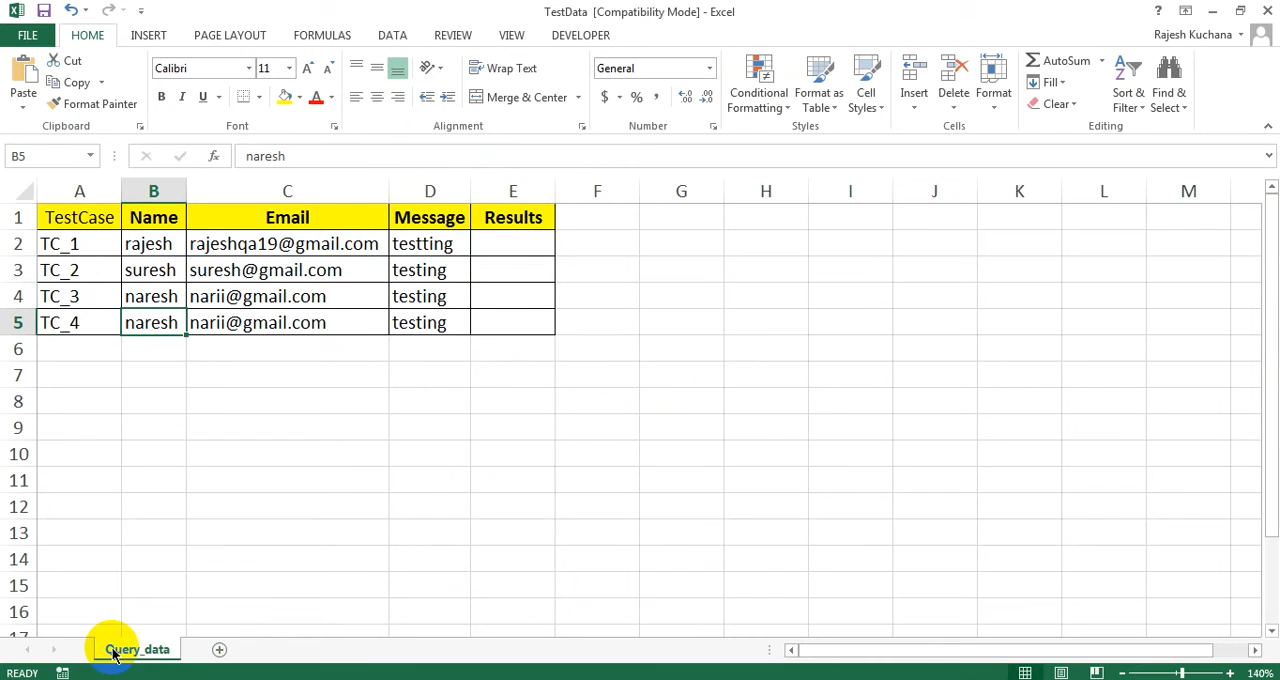 TestData [Compatibility Mode] - Excel
?
FILE HOME INSERT PAGE LAYOUT FORMULAS DATA REVIEW VIEW DEVELOPER
Rajesh Kuchana
Paste
Cut
Copy
Format Painter
Clipboard
Calibri 11
B I U
Font
Wrap Text
Merge & Center
Alignment
General
$ % ,
Number
Conditional
Formatting
Format as
Table
Cell
Styles
Styles
Insert
Delete
Format
Cells
AutoSum
Fill
Clear
Sort &
Filter
Find &
Select
Editing
B5 fx naresh
A B C D E F G H I J K L M
1 TestCase Name Email Message Results
2 TC_1 rajesh rajeshqa19@gmail.com testting
3 TC_2 suresh suresh@gmail.com testing
4 TC_3 naresh narii@gmail.com testing
5 TC_4 naresh narii@gmail.com testing
6
7
8
9
10
11
12
13
14
15
16
17
Query_data
READY
140%